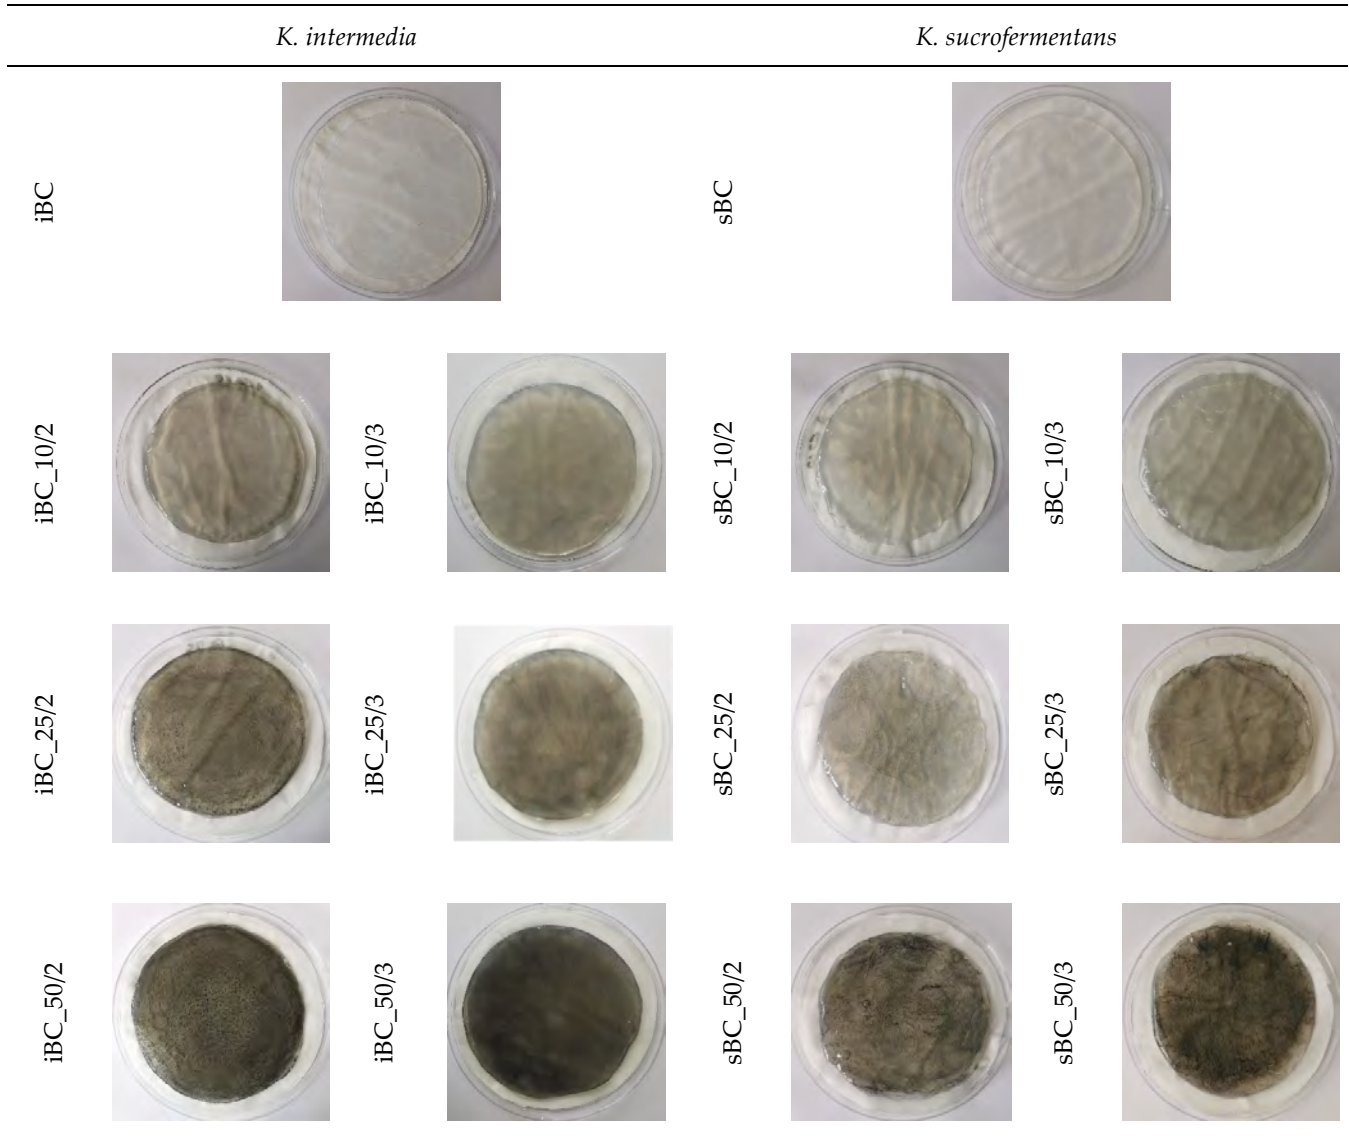 K. intermedia K. sucrofermentans
iBC sBC
iBC_10/2 iBC_10/3 sBC_10/2 sBC_10/3
iBC_25/2 iBC_25/3 sBC_25/2 sBC_25/3
iBC_50/2 iBC_50/3 sBC_50/2 sBC_50/3